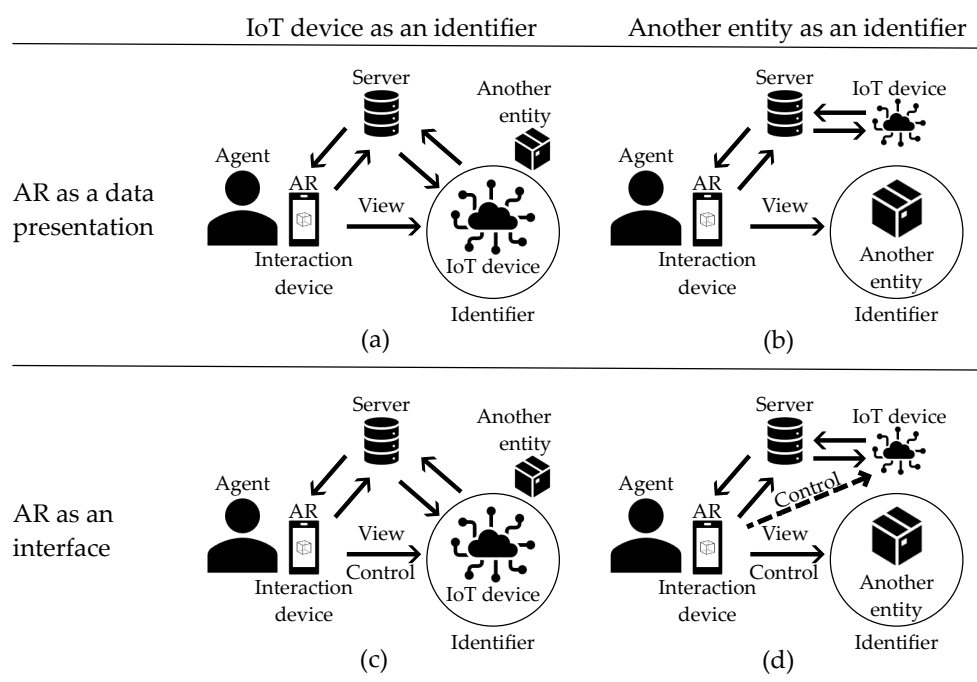 IoT device as an identifier
Another entity as an identifier
AR as a data
presentation
Server
Another
entity
Agent
AR
View
Interaction
device
IoT device
Identifier
(a)
Server
IoT device
Agent
AR
View
Interaction
device
Another
entity
Identifier
(b)
AR as an
interface
Server
Another
entity
Agent
AR
View
Control
Interaction
device
IoT device
Identifier
(c)
Server
IoT device
Control
Agent
AR
View
Control
Interaction
device
Another
entity
Identifier
(d)